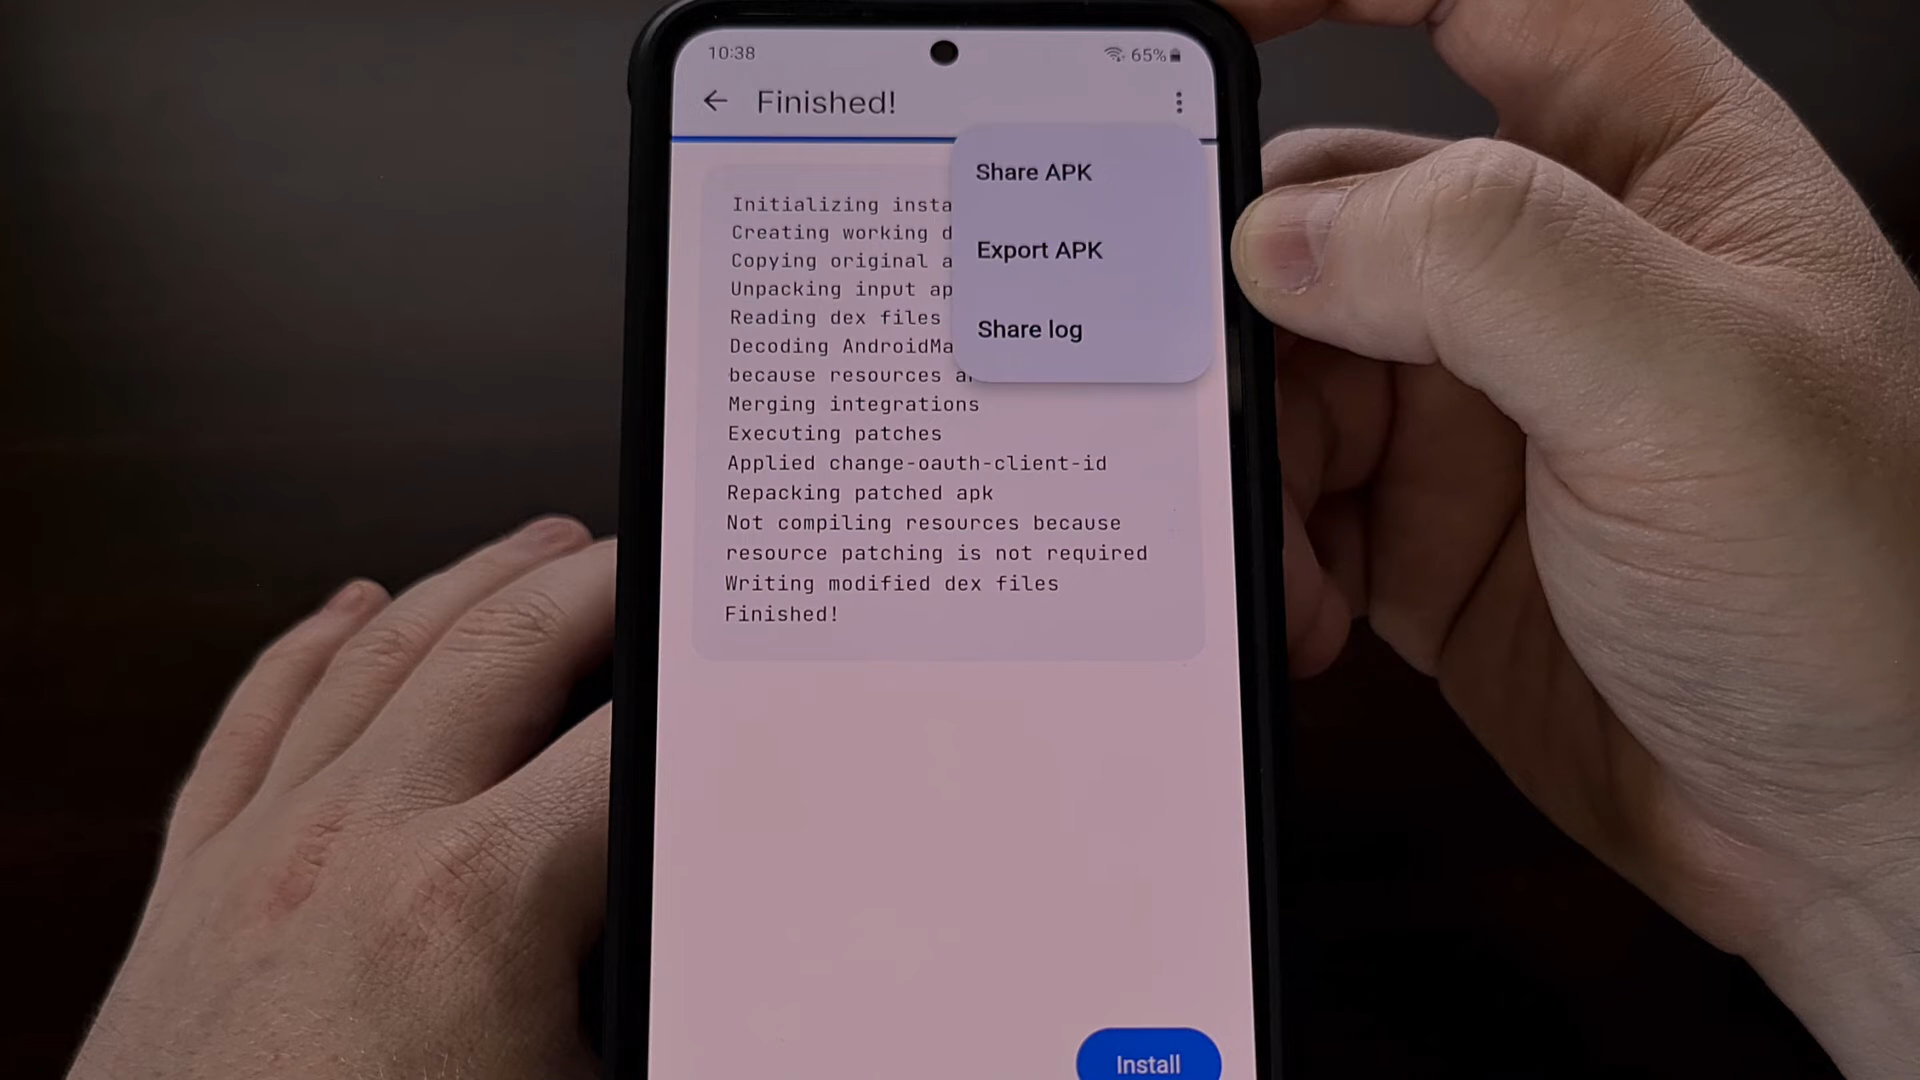 10:38
65%
Finished!
Share APK
Export APK
Share log
Initializing insta
Creating working d
Copying original a
Unpacking input ap
Reading dex files
Decoding AndroidMa
because resources a
Merging integrations
Executing patches
Applied change-oauth-client-id
Repacking patched apk
Not compiling resources because
resource patching is not required
Writing modified dex files
Finished!
Install